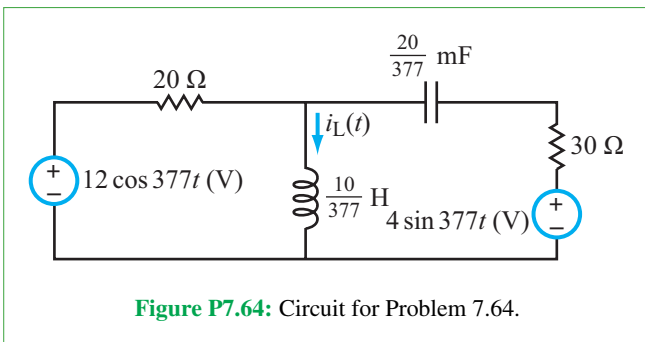 20/377 mF
20 Ω
iL(t)
30 Ω
+
12 cos 377t (V)
−
10/377 H
4 sin 377t (V)
+
−
Figure P7.64: Circuit for Problem 7.64.